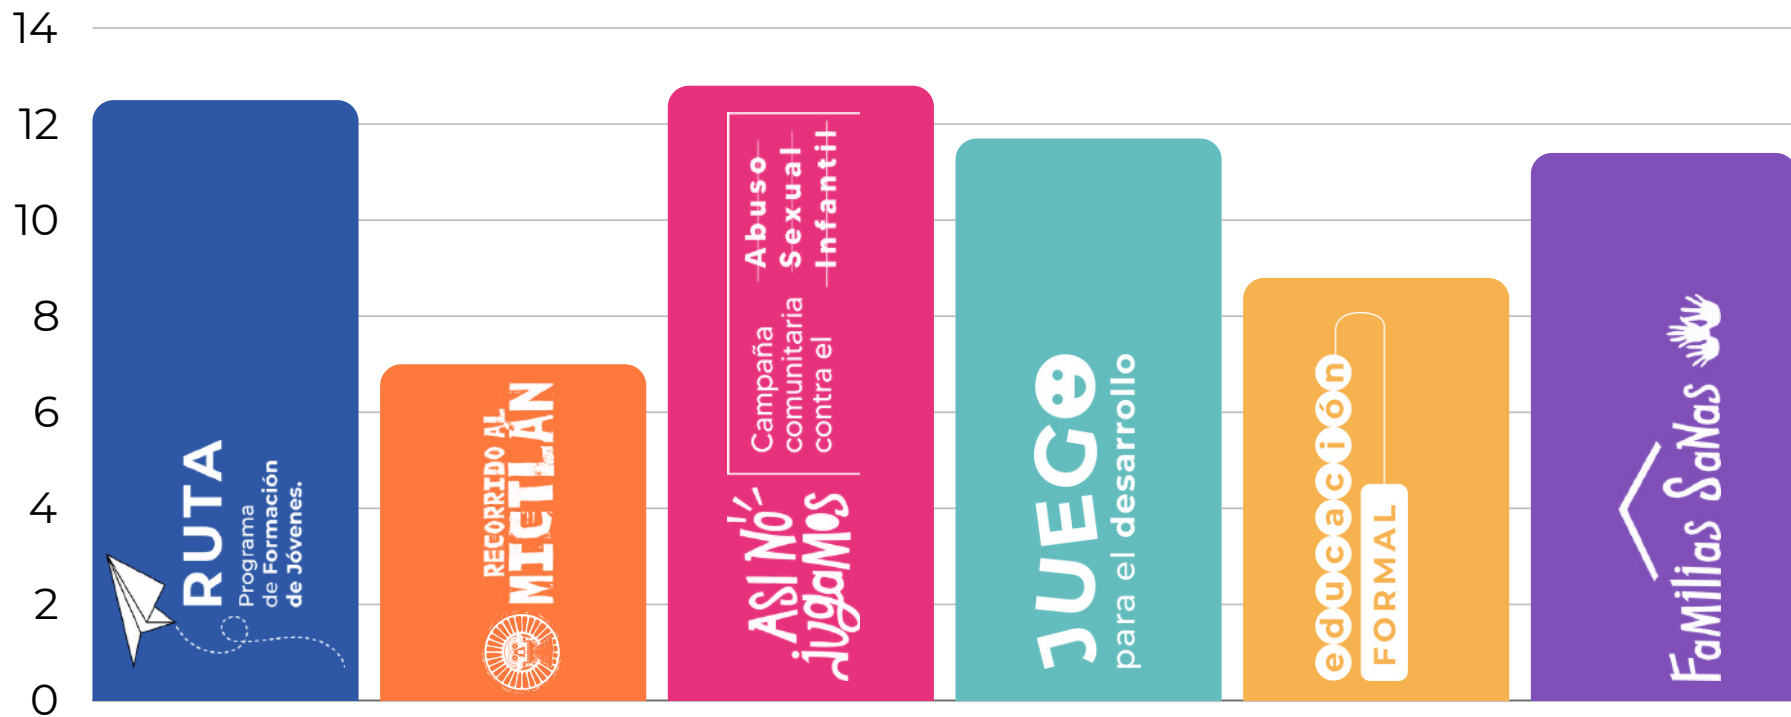 14
12
10
8
6
4
2
0
RUTA
Programa
de Formación
de Jóvenes.
RECORRIDO AL
MICTLÁN
ASI NO
jugaMOS
Campaña
comunitaria
contra el
Abuso
Sexual
Infantil
JUEGO
para el desarrollo
educación
FORMAL
FaMilias SaNas